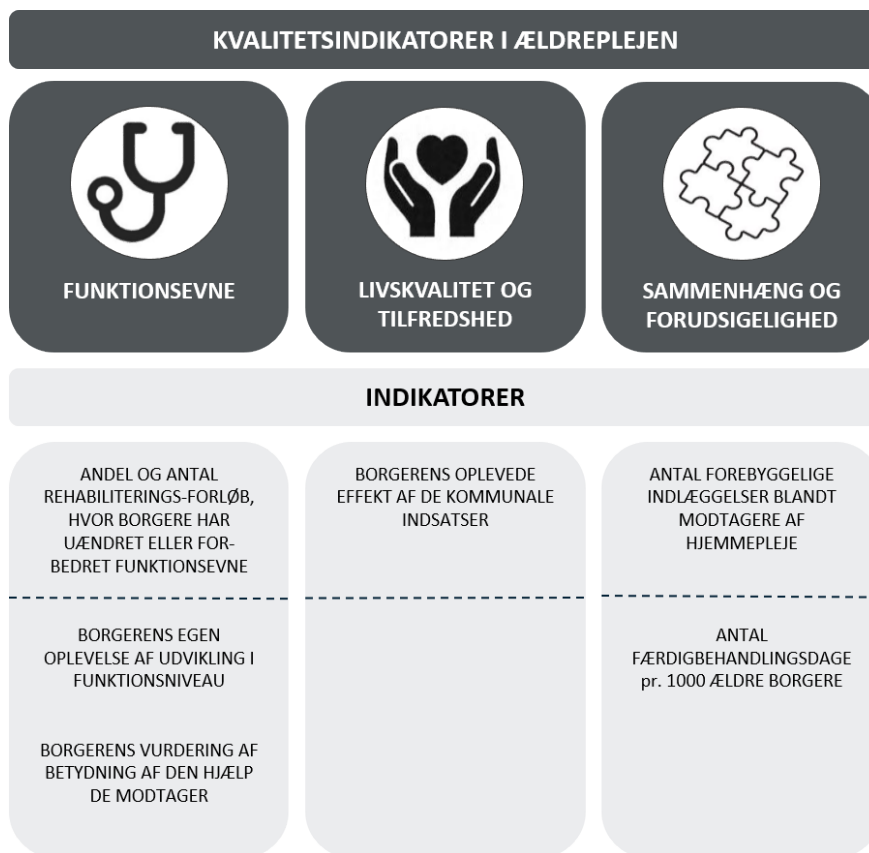 KVALITETSINDIKATORER I ÆLDREPLEJEN
FUNKTIONSEVNE
LIVSKVALITET OG
TILFREDSHED
SAMMENHÆNG OG
FORUDSIGELIGHED
INDIKATORER
ANDEL OG ANTAL
REHABILITERINGS-FORLØB,
HVOR BORGERE HAR
UÆNDRET ELLER FOR-
BEDRET FUNKTIONSEVNE
BORGERENS EGEN
OPLEVELSE AF UDVIKLING I
FUNKTIONSNIVEAU
BORGERENS VURDERING AF
BETYDNING AF DEN HJÆLP
DE MODTAGER
BORGERENS OPLEVEDE
EFFEKT AF DE KOMMUNALE
INDSATSER
ANTAL FOREBYGGELIGE
INDLÆGGELSER BLANDT
MODTAGERE AF
HJEMMEPLEJE
ANTAL
FÆRDIGBEHANDLINGSDAGE
pr. 1000 ÆLDRE BORGERE